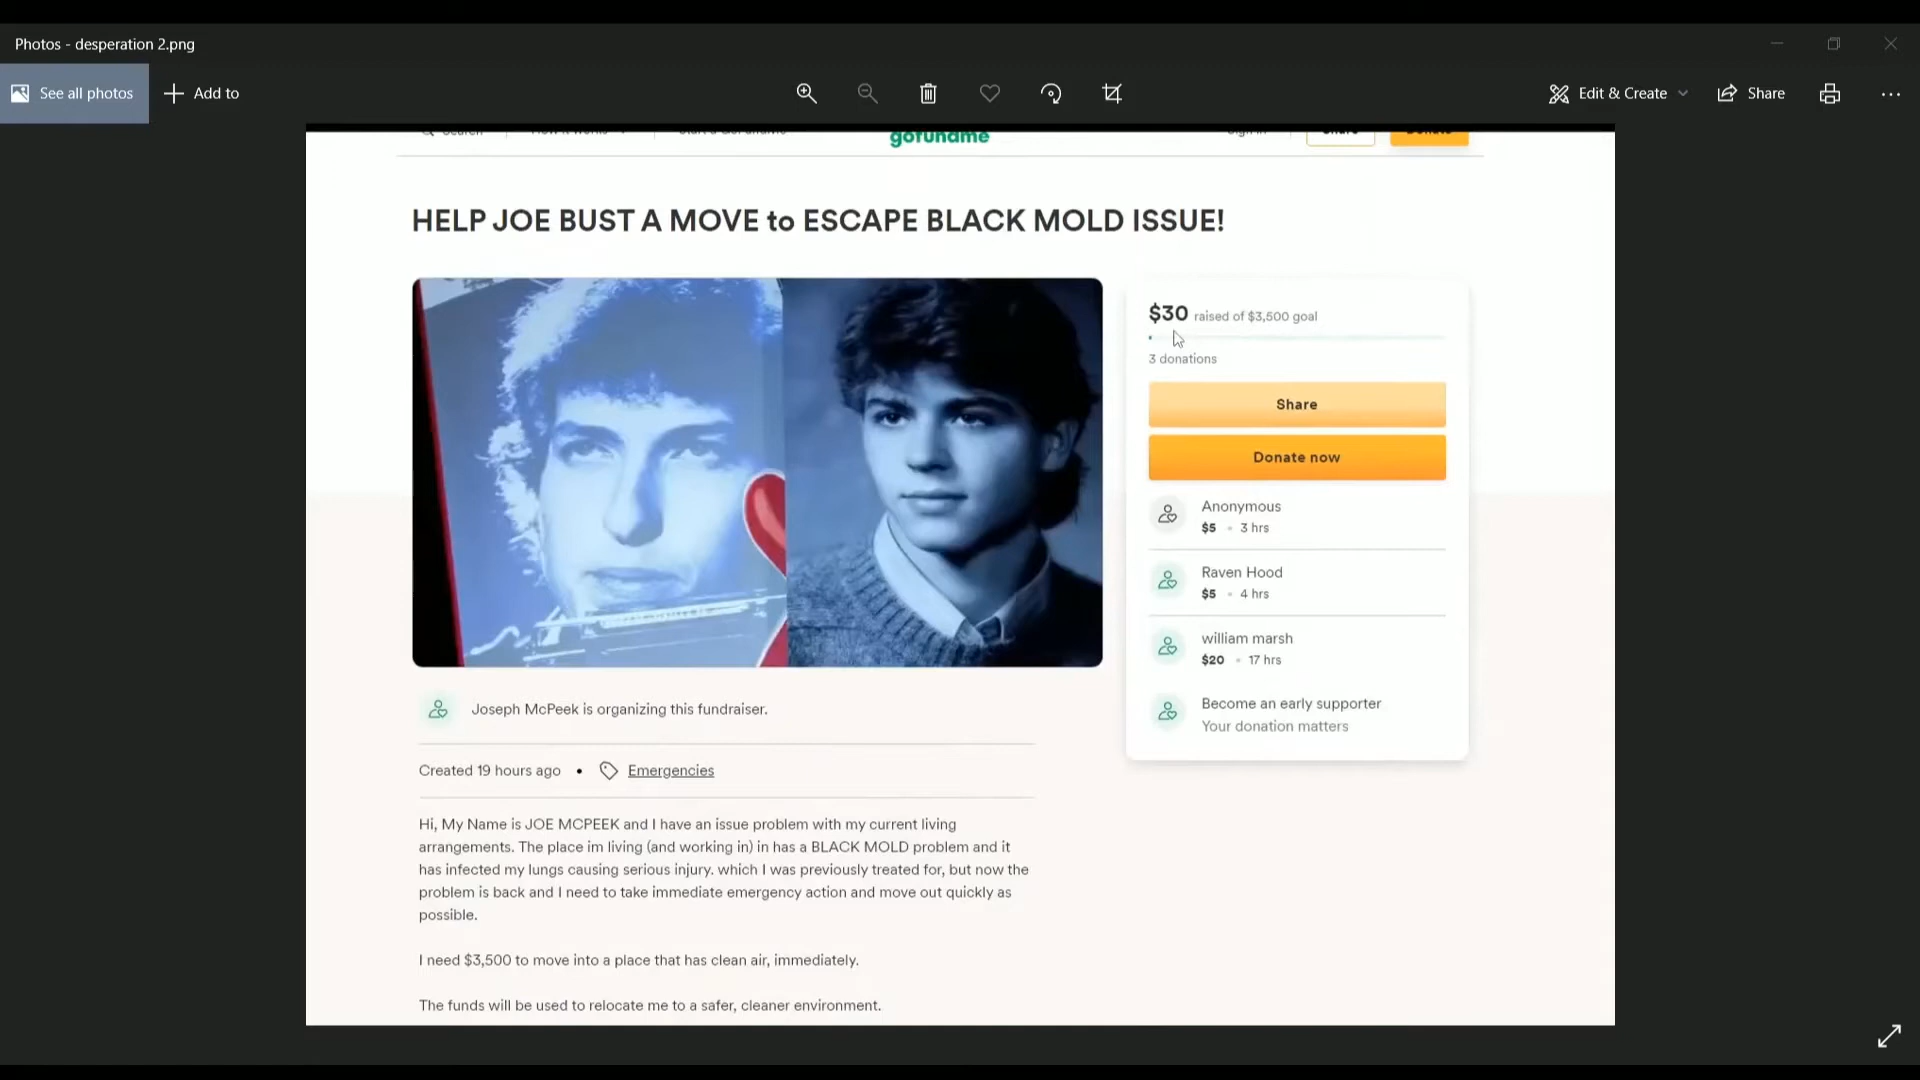 Photos - desperation 2.png
See all photos
Add to
Edit & Create
Share
gofundme
HELP JOE BUST A MOVE to ESCAPE BLACK MOLD ISSUE!
$30 raised of $3,500 goal
3 donations
Share
Donate now
Anonymous
$5 • 3 hrs
Raven Hood
$5 • 4 hrs
william marsh
$20 • 17 hrs
Become an early supporter
Your donation matters
Joseph McPeek is organizing this fundraiser.
Created 19 hours ago • Emergencies
Hi, My Name is JOE MCPEEK and I have an issue problem with my current living
arrangements. The place im living (and working in) in has a BLACK MOLD problem and it
has infected my lungs causing serious injury. which I was previously treated for, but now the
problem is back and I need to take immediate emergency action and move out quickly as
possible.
I need $3,500 to move into a place that has clean air, immediately.
The funds will be used to relocate me to a safer, cleaner environment.